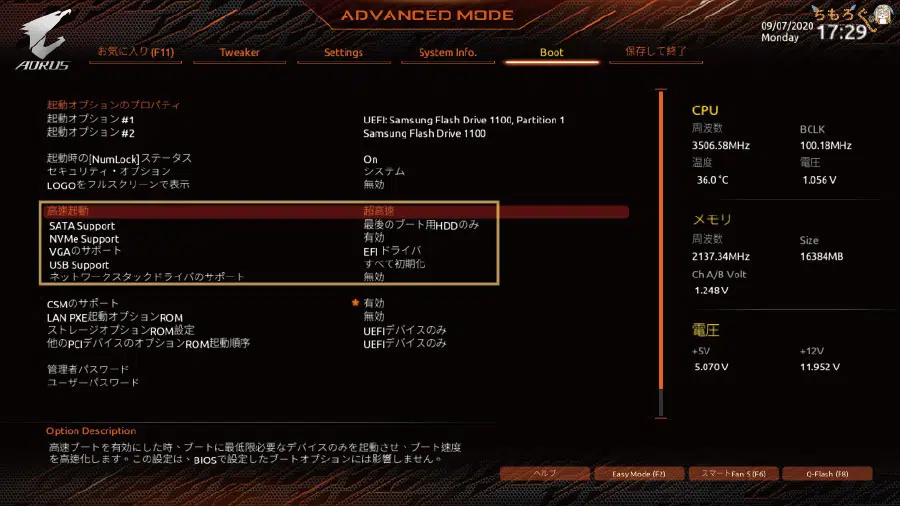 ADVANCED MODE
ちもろぐ
09/07/2020 17:29
Monday
AORUS
お気に入り(F11) Tweaker Settings System Info. Boot 保存して終了
起動オプションのプロパティ
起動オプション #1 UEFI: Samsung Flash Drive 1100, Partition 1
起動オプション #2 Samsung Flash Drive 1100
起動時の[NumLock]ステータス On
セキュリティ・オプション システム
LOGOをフルスクリーンで表示 無効
高速起動 超高速
SATA Support 最後のブート用HDDのみ
NVMe Support 有効
VGAのサポート EFI ドライバ
USB Support すべて初期化
ネットワークスタックドライバのサポート 無効
CSMのサポート 有効
LAN PXE起動オプションROM 無効
ストレージオプションROM設定 UEFIデバイスのみ
他のPCIデバイスのオプションROM起動順序 UEFIデバイスのみ
管理者パスワード
ユーザーパスワード
CPU
周波数 BCLK
3506.58MHz 100.18MHz
温度 電圧
36.0 °C 1.056 V
メモリ
周波数 Size
2137.34MHz 16384MB
Ch A/B Volt
1.248 V
電圧
+5V +12V
5.070 V 11.952 V
Option Description
高速ブートを有効にした時、ブートに最低限必要なデバイスのみを起動させ、ブート速度
を高速化します。この設定は、BIOSで設定したブートオプションには影響しません。
ヘルプ Easy Mode (F2) スマートFan 5 (F6) Q-Flash (F8)